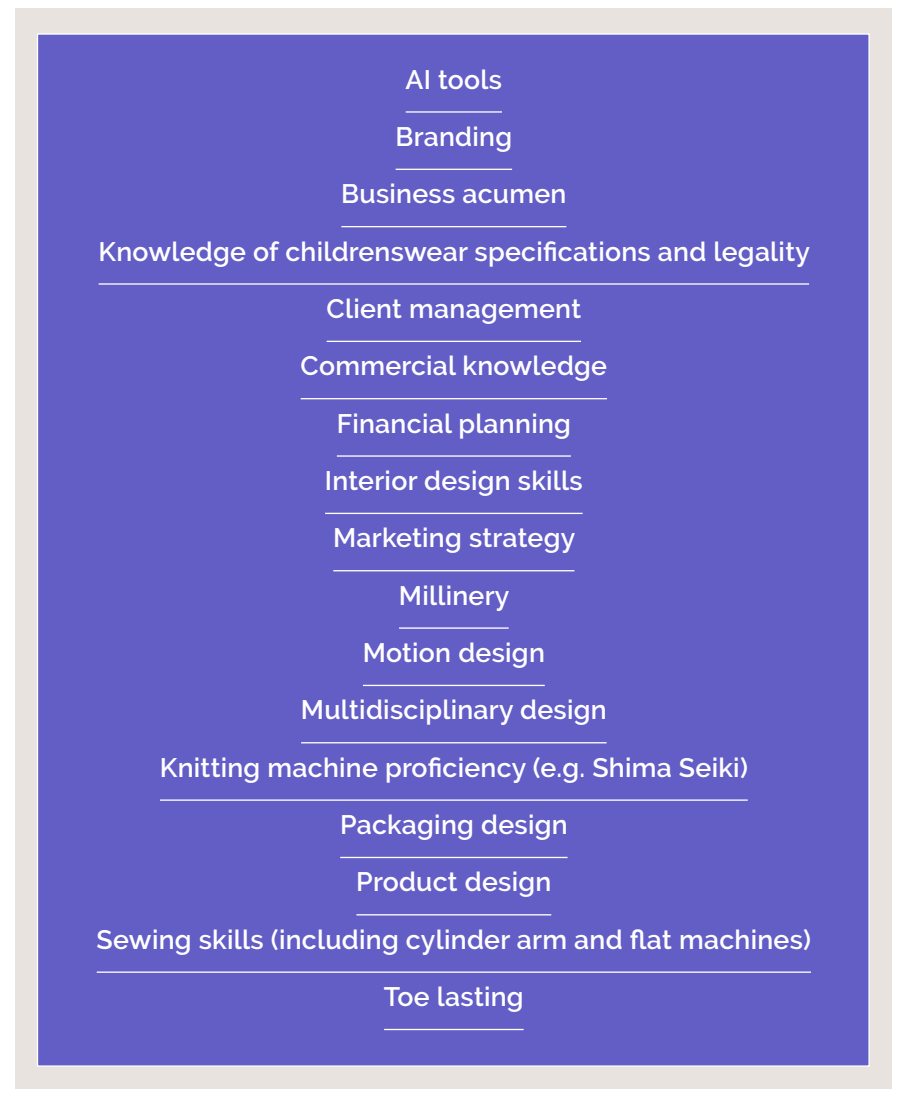 AI tools
Branding
Business acumen
Knowledge of childrenswear specifications and legality
Client management
Commercial knowledge
Financial planning
Interior design skills
Marketing strategy
Millinery
Motion design
Multidisciplinary design
Knitting machine proficiency (e.g. Shima Seiki)
Packaging design
Product design
Sewing skills (including cylinder arm and flat machines)
Toe lasting